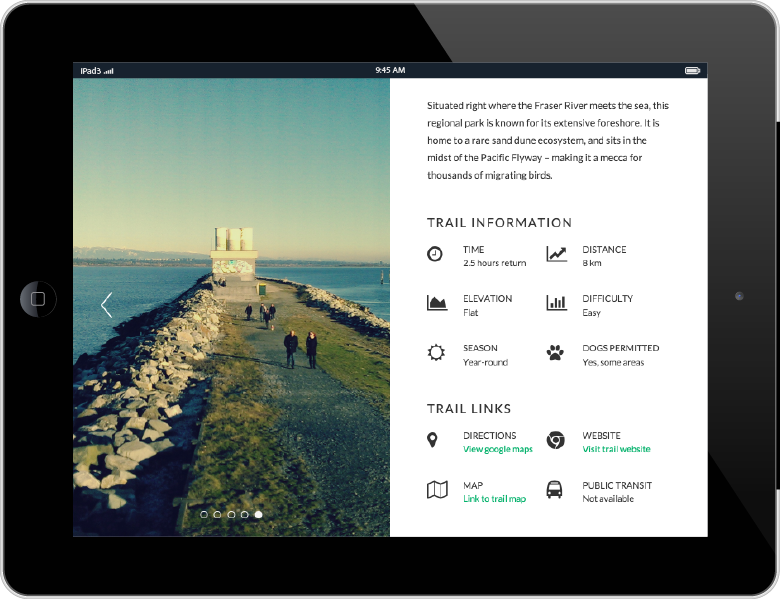 iPad3
9:45 AM
Situated right where the Fraser River meets the sea, this
regional park is known for its extensive foreshore. It is
home to a rare sand dune ecosystem, and sits in the
midst of the Pacific Flyway – making it a mecca for
thousands of migrating birds.
TRAIL INFORMATION
TIME
2.5 hours return
DISTANCE
8 km
ELEVATION
Flat
DIFFICULTY
Easy
SEASON
Year-round
DOGS PERMITTED
Yes, some areas
TRAIL LINKS
DIRECTIONS
View google maps
WEBSITE
Visit trail website
MAP
Link to trail map
PUBLIC TRANSIT
Not available